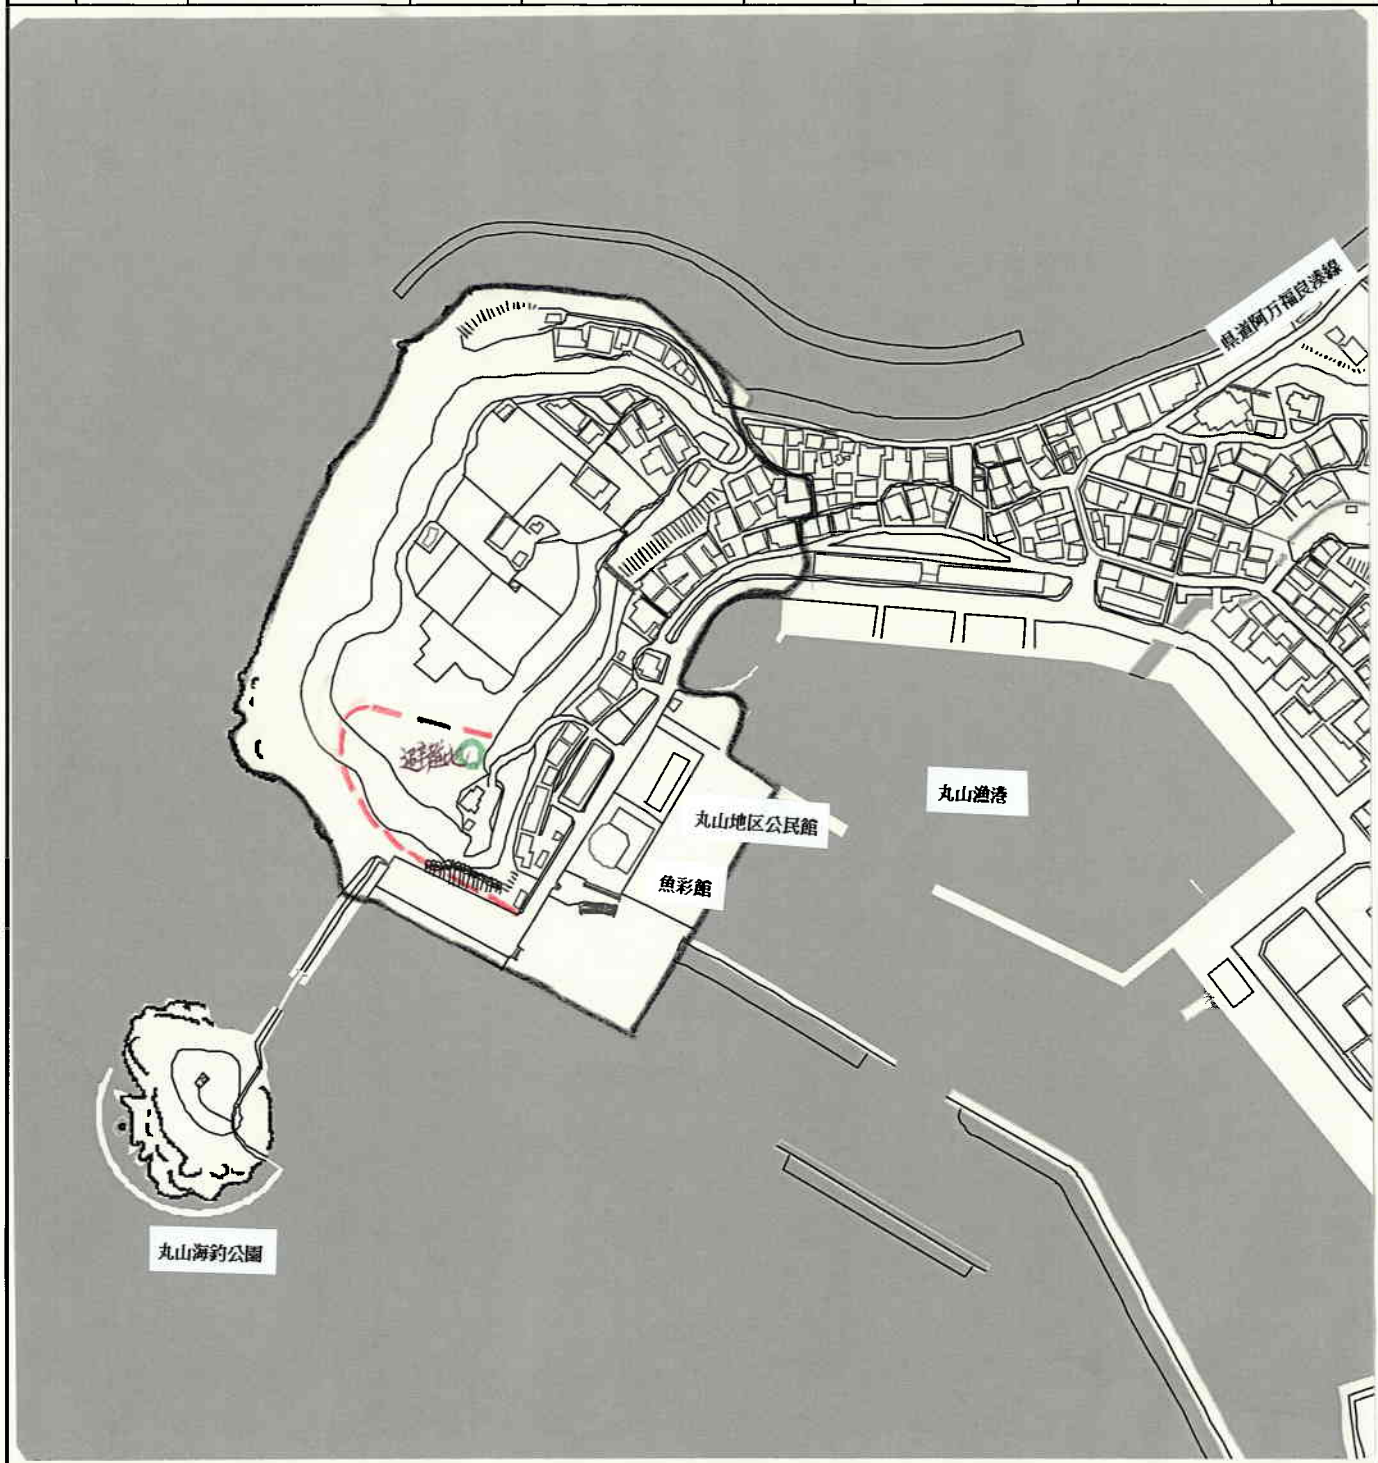 県道阿万福良湊線
避難地
丸山漁港
丸山地区公民館
魚彩館
丸山海釣公園